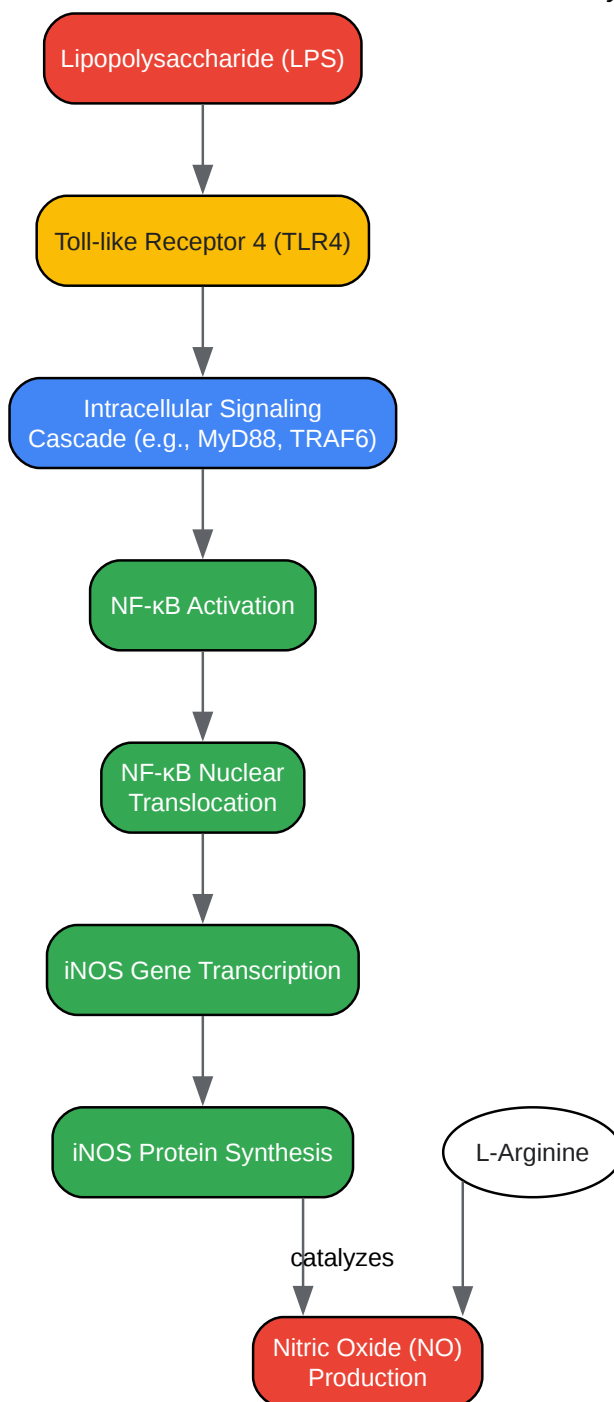 Lipopolysaccharide (LPS)
Toll-like Receptor 4 (TLR4)
Intracellular Signaling
Cascade (e.g., MyD88, TRAF6)
NF-κB Activation
NF-κB Nuclear
Translocation
iNOS Gene Transcription
iNOS Protein Synthesis
L-Arginine
catalyzes
Nitric Oxide (NO)
Production